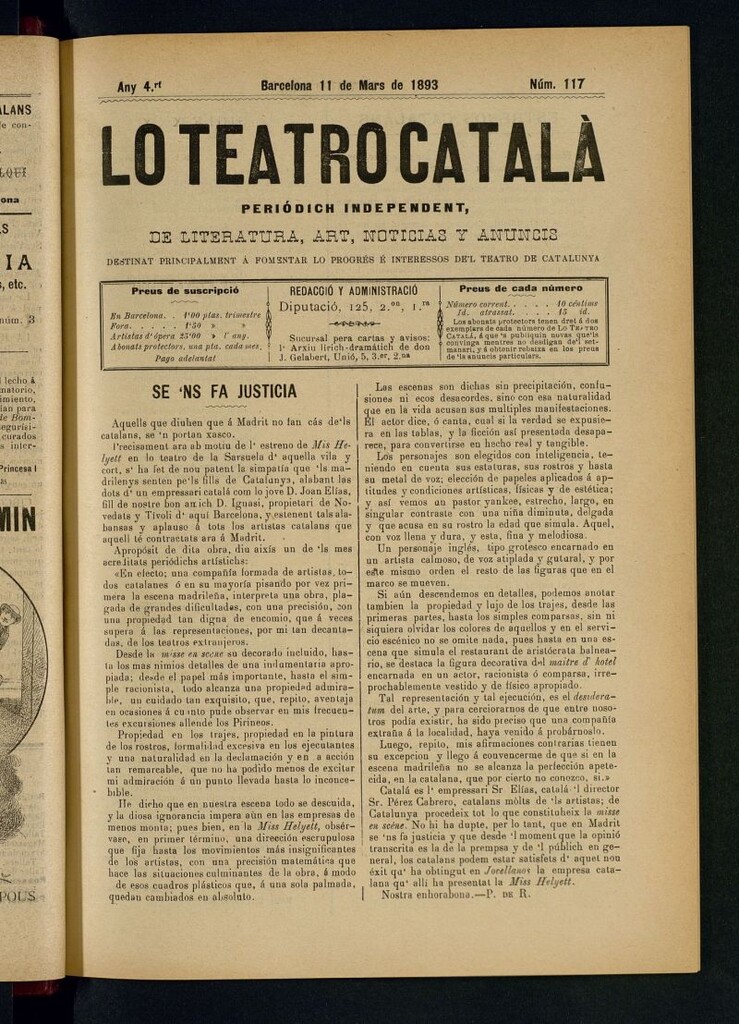 Any 4.rt Barcelona 11 de Mars de 1893 Núm. 117
LO TEATRO CATALÀ
PERIÓDICH INDEPENDENT,
DE LITERATURA, ART, NOTICIAS Y ANUNCIS
DESTINAT PRINCIPALMENT Á FOMENTAR LO PROGRÉS É INTERESSOS DE'L TEATRO DE CATALUNYA
Preus de suscripció
En Barcelona. . 1'00 ptas. trimestre
Fora. . . . . 1'50 » »
Artistas d'ópera 25'00 » l' any.
Abonats protectors, una pta. cada mes.
Pago adelantat
REDACCIÓ Y ADMINISTRACIÓ
Diputació, 125, 2.on, 1.ra
Sucursal pera cartas y avisos:
l' Arxiu lírich-dramátich de don
J. Gelabert, Unió, 5, 3.er, 2.na
Preus de cada número
Número corrent. . . . . 10 céntims
Id. atrassat. . . . . 15 id.
Los abonats protectors tenen dret á dos
exemplars de cada número de LO TEATRO
CATALÁ, á que's publiquin novas que'ls
convinga mentres no desdigan de'l set-
manari, y á obtenir rebaixa en los preus
de'ls anuncis particulars.
SE 'NS FA JUSTICIA
Aquells que diuhen que á Madrit no fan cás de'ls
catalans, se 'n portan xasco.
Precisament ara ab motiu de l' estreno de Mis He-
lyett en lo teatro de la Sarsuela d' aquella vila y
cort, s' ha fet de nou patent la simpatía que 'ls ma-
drilenys senten pe'ls fills de Catalunya, alabant las
dots d' un empressari catalá com lo jove D. Joan Elías,
fill de nostre bon amich D. Iguasi, propietari de No-
vedats y Tívoli d' aquí Barcelona, y estenent tals ala-
bansas y aplauso á tots los artistas catalans que
aquell té contractats ara á Madrit.
Apropósit de dita obra, diu aixís un de 'ls mes
acreditats periódichs artístichs:
«En efecto; una compañía formada de artistas, to-
dos catalanes ó en su mayoría pisando por vez pri-
mera la escena madrileña, interpreta una obra, pla-
gada de grandes dificultades, con una precisión, con
una propiedad tan digna de encomio, que á veces
supera á las representaciones, por mi tan decanta-
das, de los teatros extranjeros.
Desde la misse en scene su decorado incluido, has-
ta los mas nimios detalles de una indumentaria apro-
piada; desde el papel más importante, hasta el sim-
ple racionista, todo alcanza una propiedad admira-
ble, un cuidado tan exquisito, que, repito, aventaja
en ocasiones á cuanto pude observar en mis frecuen-
tes excursiones allende los Pirineos.
Propiedad en los trajes, propiedad en la pintura
de los rostros, formalidad excesiva en los ejecutantes
y una naturalidad en la declamación y en a acción
tan remarcable, que no ha podido menos de excitar
mi admiración á un punto llevada hasta lo inconce-
bible.
He dicho que en nuestra escena todo se descuida,
y la diosa ignorancia impera aún en las empresas de
menos monta; pues bien, en la Miss Helyett, obsér-
vase, en primer término, una dirección escrupulosa
que fija hasta los movimientos más insignificantes
de los artistas, con una precisión matemática que
hace las situaciones culminantes de la obra, á modo
de esos cuadros plásticos que, á una sola palmada,
quedan cambiados en absoluto.
Las escenas son dichas sin precipitación, confu-
siones ni ecos desacordes, sino con esa naturalidad
que en la vida acusan sus multiples manifestaciones.
El actor dice, ó canta, cual si la verdad se expusie-
ra en las tablas, y la ficción así presentada desapa-
rece, para convertirse en hecho real y tangible.
Los personajes son elegidos con inteligencia, te-
niendo en cuenta sus estaturas, sus rostros y hasta
su metal de voz; elección de papeles aplicados á ap-
titudes y condiciones artísticas, físicas y de estética;
y así vemos un pastor yankee, estrecho, largo, en
singular contraste con una niña diminuta, delgada
y que acusa en su rostro la edad que simula. Aquel,
con voz llena y dura, y esta, fina y melodiosa.
Un personaje inglés, tipo grotesco encarnado en
un artista calmoso, de voz atiplada y gutural, y por
este mismo orden el resto de las figuras que en el
marco se mueven.
Si aún descendemos en detalles, podemos anotar
tambien la propiedad y lujo de los trajes, desde las
primeras partes, hasta los simples comparsas, sin ni
siquiera olvidar los colores de aquellos y en el servi-
cio escénico no se omite nada, pues hasta en una es-
cena que simula el restaurant de aristócrata balnea-
rio, se destaca la figura decorativa del maitre d' hotel
encarnada en un actor, racionista ó comparsa, irre-
prochablemente vestido y de físico apropiado.
Tal representación y tal ejecución, es el desidera-
tum del arte, y para cerciorarnos de que entre noso-
tros podía existir, ha sido preciso que una compañía
extraña á la localidad, haya venido á probárnoslo.
Luego, repito, mis afirmaciones contrarias tienen
su excepcion y llego á convencerme de que si en la
escena madrileña no se alcanza la perfección apete-
cida, en la catalana, que por cierto no conozco, sí.»
Catalá es l' empressari Sr. Elías, catalá 'l director
Sr. Pérez Cabrero, catalans mólts de 'ls artistas; de
Catalunya procedeix tot lo que constitueix la misse
en scéne. No hi ha dupte, per lo tant, que en Madrit
se 'ns fa justicia y que desde 'l moment que la opinió
transcrita es la de la prempsa y de 'l públich en ge-
neral, los catalans podem estar satisfets d' aquet nou
éxit qu' ha obtingut en Jovellanos la empresa cata-
lana qu' allí ha presentat la Miss Helyett.
Nostra enhorabona.—P. DE R.